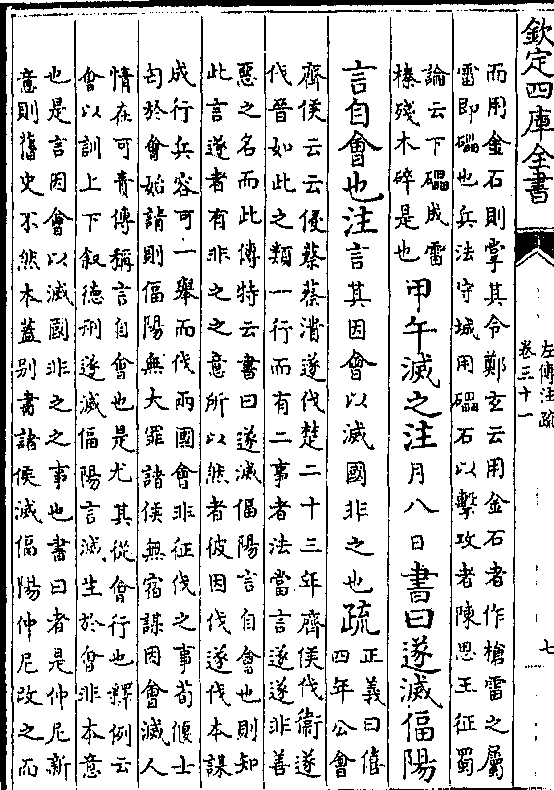 欽定四庫全書
左傳注疏
卷三十一
七
而用金石則掌其令鄭玄云用金石者作槍雷之屬
雷即礧也兵法守城用礧石以擊攻者陳思王征蜀
論云下礧成雷
榛殘木碎是也
甲午滅之注月八日書曰遂滅偪陽
言自會也注言其因會以滅國非之也疏
正義曰僖
四年公會
齊侯云云侵蔡蔡潰遂伐楚二十三年齊侯伐衛遂
伐晉如此之類一行而有二事者法當言遂遂非善
惡之名而此傳特云書曰遂滅偪陽言自會也則知
此言遂者有非之之意所以然者彼因伐遂伐本謀
成行兵容可一舉而伐兩國會非征伐之事荀偃士
匄於會始請則偪陽無大罪諸侯無宿謀因會滅人
情在可責傳稱言自會也是尤其從會行也釋例云
會以訓上下叙德刑遂滅偪陽言滅生於會非本意
也是言因會以滅國非之之事也書曰者是仲尼新
意則舊史不然本蓋别書諸侯滅偪陽仲尼改之而